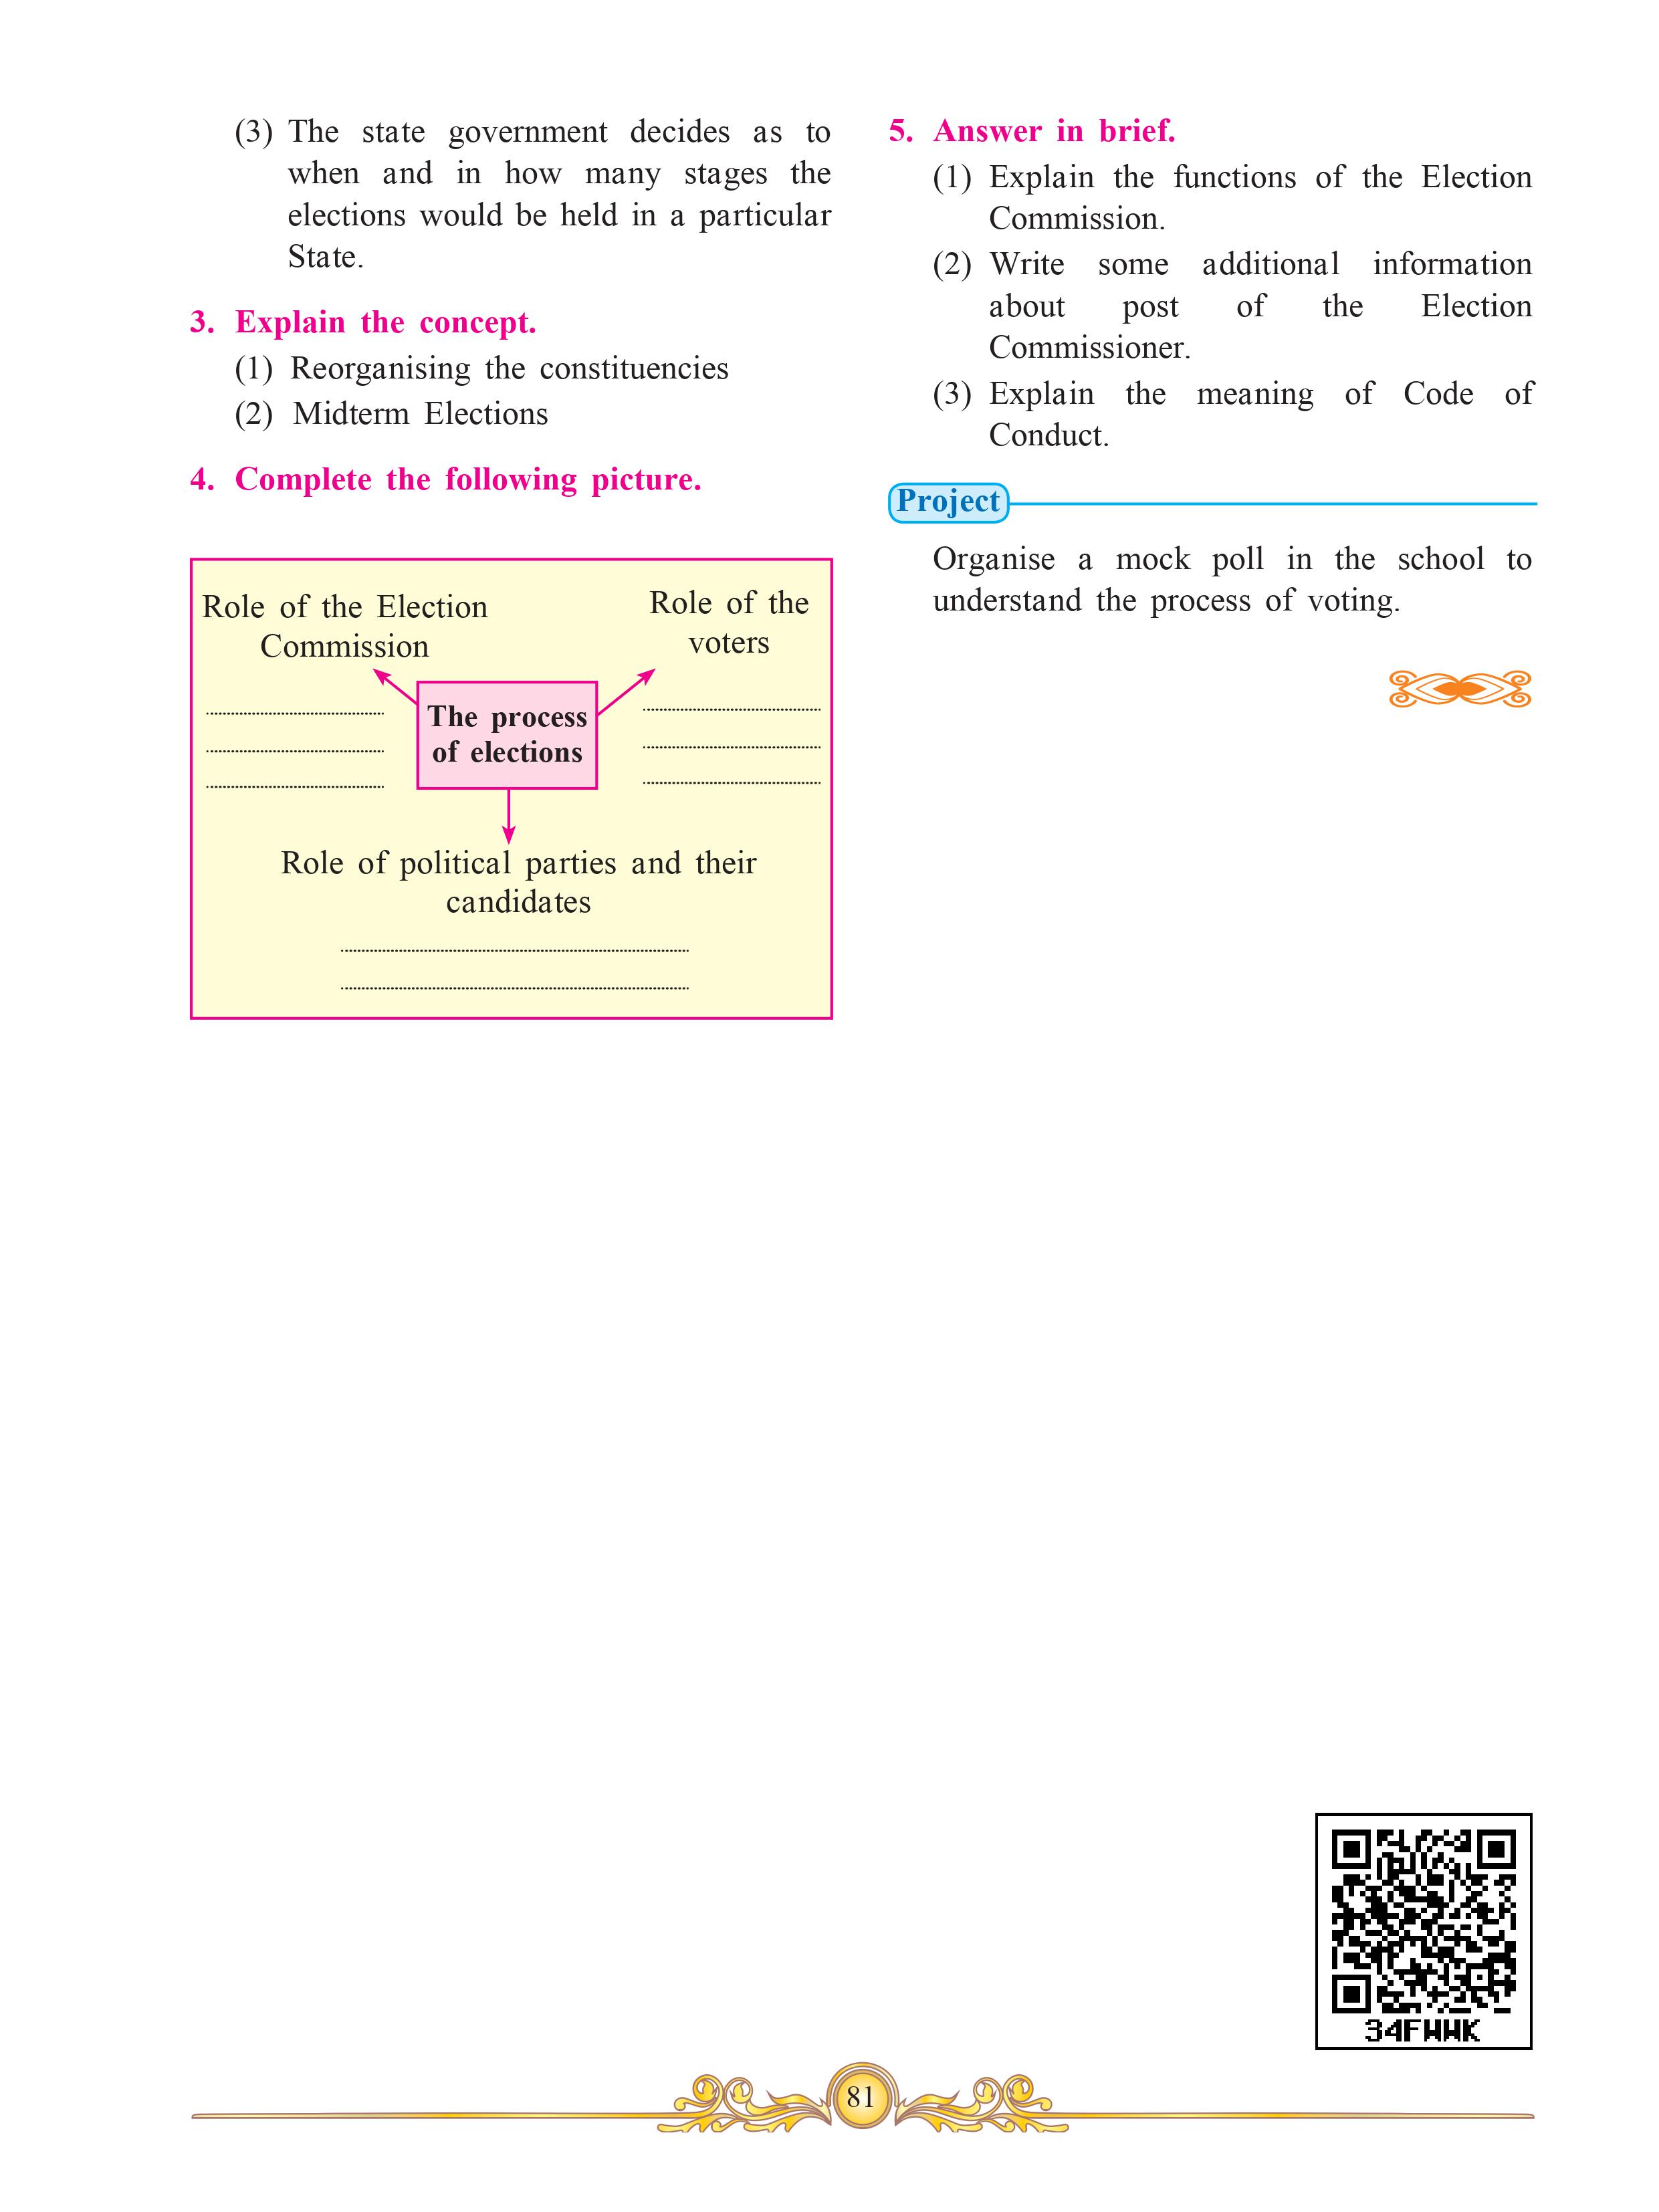 (3) The state government decides as to
when and in how many stages the
elections would be held in a particular
State.
3. Explain the concept.
(1) Reorganising the constituencies
(2) Midterm Elections
4. Complete the following picture.
Role of the Election
Commission
Role of the
voters
The process
of elections
Role of political parties and their
candidates
5. Answer in brief.
(1) Explain the functions of the Election
Commission.
(2) Write some additional information
about post of the Election
Commissioner.
(3) Explain the meaning of Code of
Conduct.
Project
Organise a mock poll in the school to
understand the process of voting.
34FWWK
81